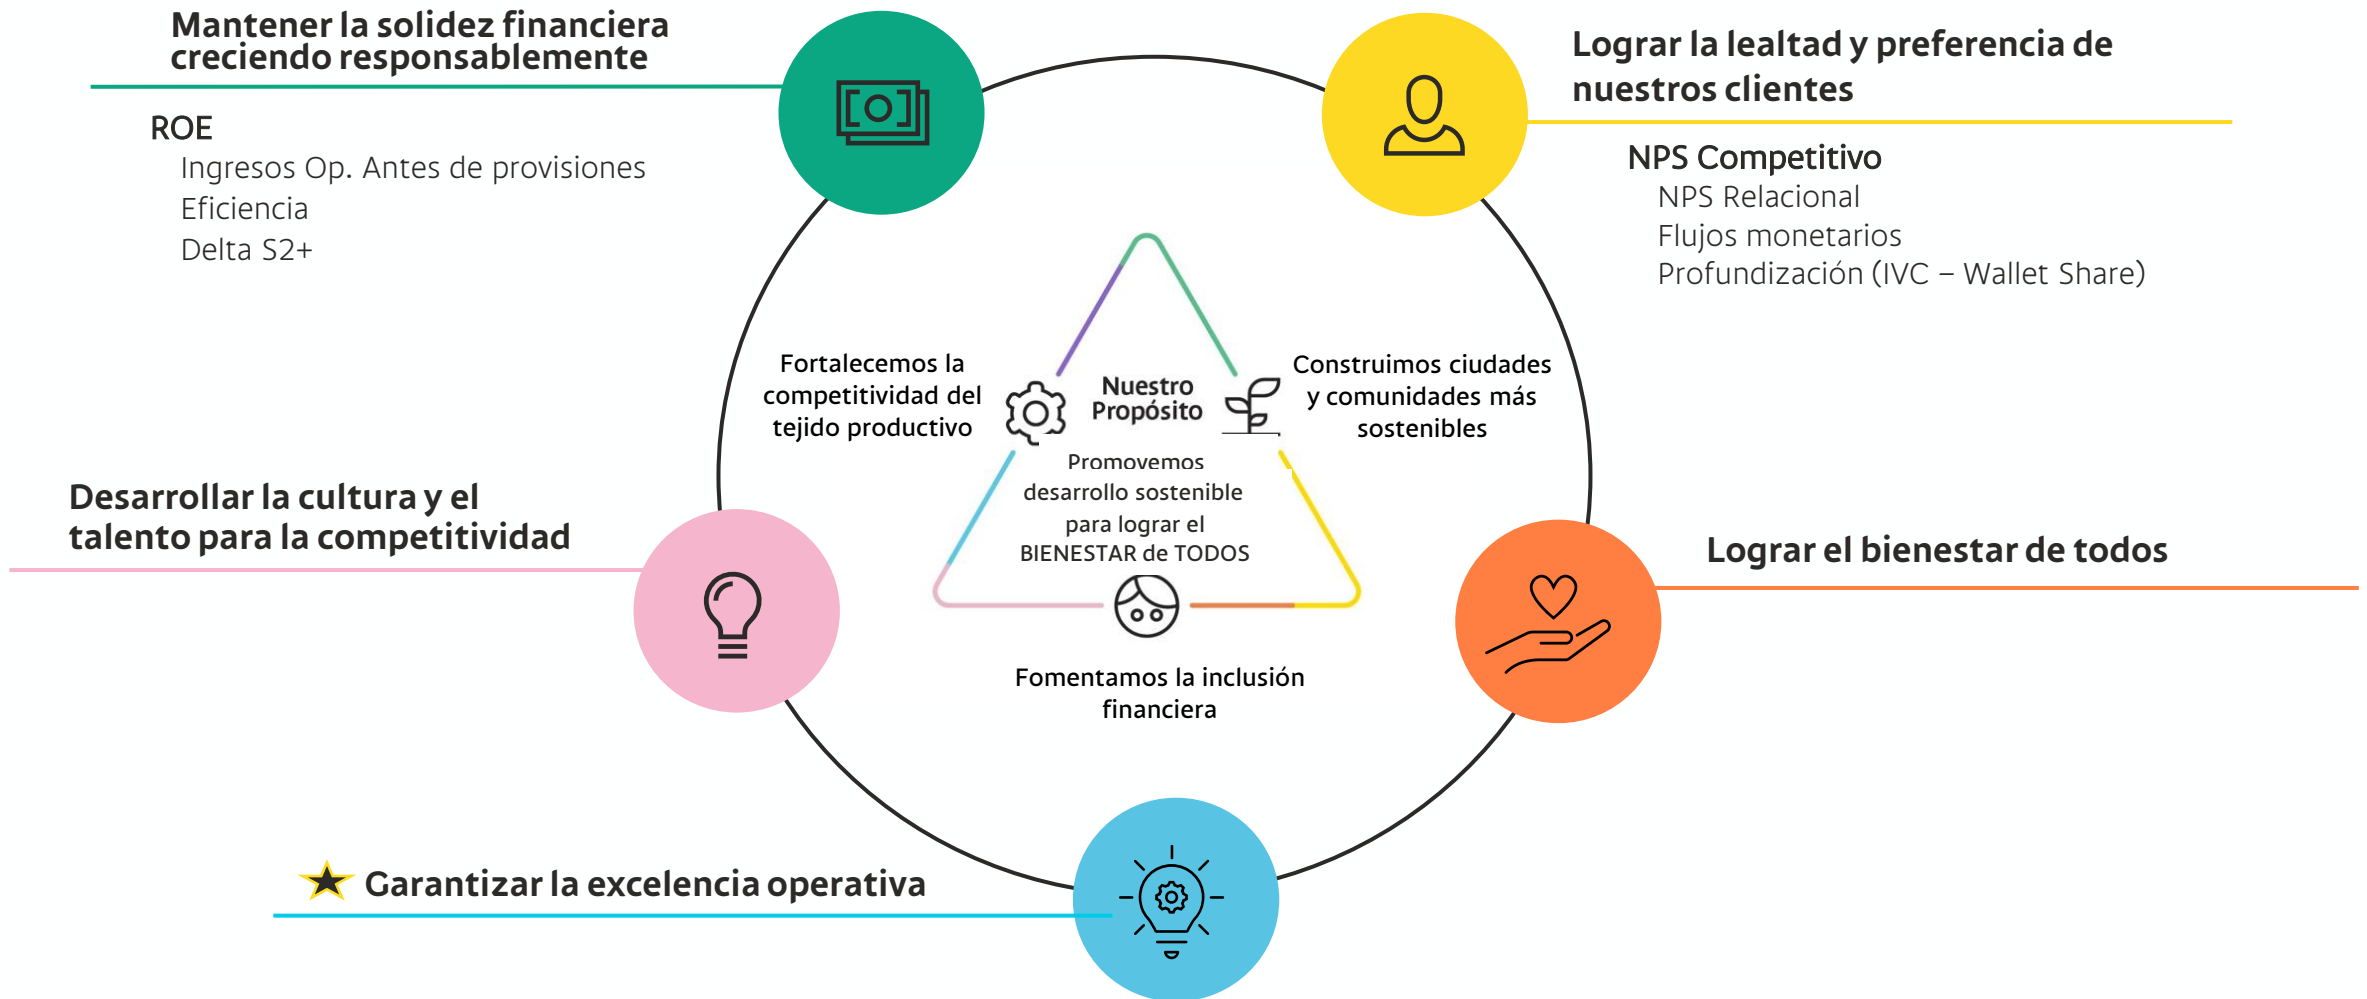 Mantener la solidez financiera
creciendo responsablemente
ROE
Ingresos Op. Antes de provisiones
Eficiencia
Delta S2+
Lograr la lealtad y preferencia de
nuestros clientes
NPS Competitivo
NPS Relacional
Flujos monetarios
Profundización (IVC – Wallet Share)
Fortalecemos la
competitividad del
tejido productivo
Nuestro
Propósito
Promovemos
desarrollo sostenible
para lograr el
BIENESTAR de TODOS
Construimos ciudades
y comunidades más
sostenibles
Fomentamos la inclusión
financiera
Desarrollar la cultura y el
talento para la competitividad
Lograr el bienestar de todos
Garantizar la excelencia operativa